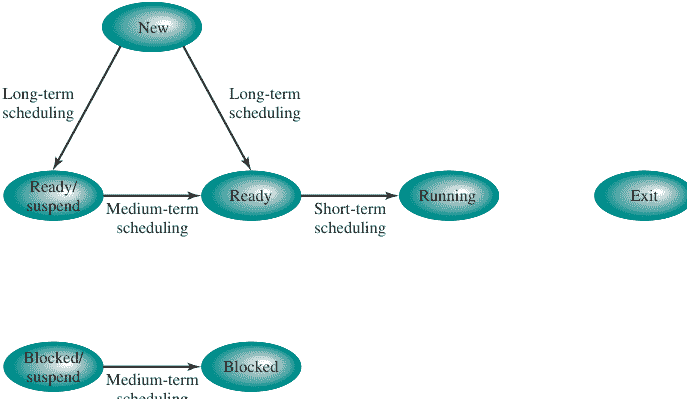 New
Long-term
scheduling
Long-term
scheduling
Ready/
suspend
Ready
Running
Exit
Medium-term
scheduling
Short-term
scheduling
Blocked/
suspend
Blocked
Medium-term
scheduling